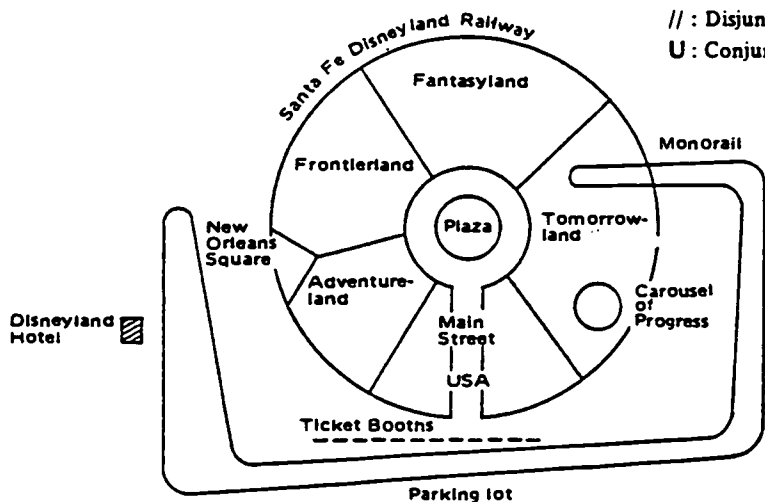 // : Disjun
U : Conjun
Santa Fe Disneyland Railway
Fantasyland
Monorail
Frontierland
New
Orleans
Square
Plaza
Tomorrow-
land
Adventure-
land
Disneyland
Hotel
Main
Street
USA
Carousel
of
Progress
Ticket Booths
Parking lot